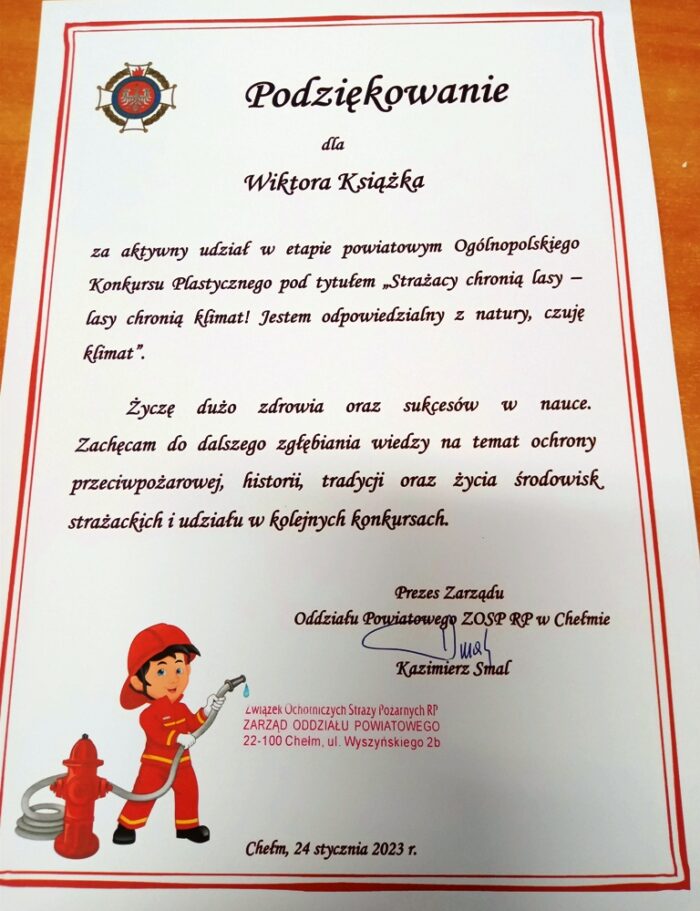 Podziękowanie
dla
Wiktora Książka
za aktywny udział w etapie powiatowym Ogólnopolskiego
Konkursu Plastycznego pod tytułem „Strażacy chronią lasy –
lasy chronią klimat! Jestem odpowiedzialny z natury, czuję
klimat”.
Życzę dużo zdrowia oraz sukcesów w nauce.
Zachęcam do dalszego zgłębiania wiedzy na temat ochrony
przeciwpożarowej, historii, tradycji oraz życia środowisk
strażackich i udziału w kolejnych konkursach.
Prezes Zarządu
Oddziału Powiatowego ZOSP RP w Chełmie
Smal
Kazimierz Smal
Związek Ochotniczych Straży Pożarnych RP
ZARZĄD ODDZIAŁU POWIATOWEGO
22-100 Chełm, ul. Wyszyńskiego 2b
Chełm, 24 stycznia 2023 r.